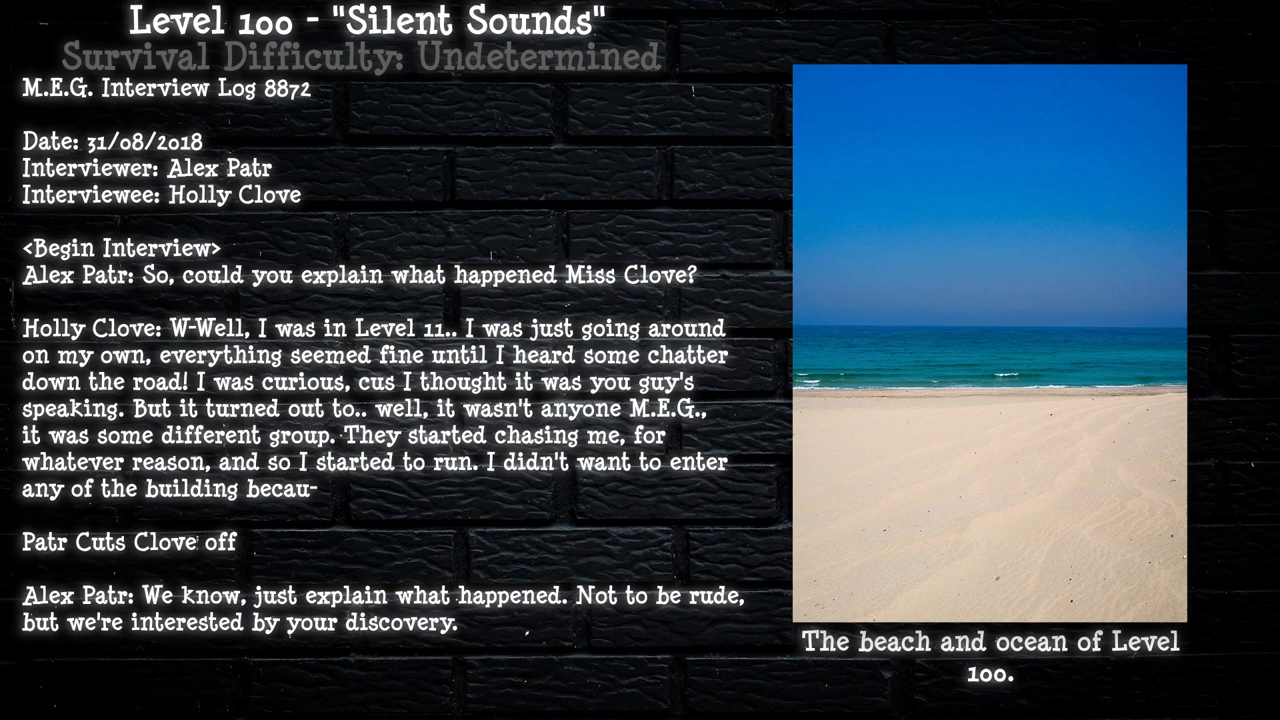 Level 100 - "Silent Sounds"
Survival Difficulty: Undetermined
M.E.G. Interview Log 8872
Date: 31/08/2018
Interviewer: Alex Patr
Interviewee: Holly Clove
<Begin Interview>
Alex Patr: So, could you explain what happened Miss Clove?
Holly Clove: W-Well, I was in Level 11.. I was just going around
on my own, everything seemed fine until I heard some chatter
down the road! I was curious, cus I thought it was you guy's
speaking. But it turned out to.. well, it wasn't anyone M.E.G.,
it was some different group. They started chasing me, for
whatever reason, and so I started to run. I didn't want to enter
any of the building becau-
Patr Cuts Clove off
Alex Patr: We know, just explain what happened. Not to be rude,
but we're interested by your discovery.
The beach and ocean of Level
100.